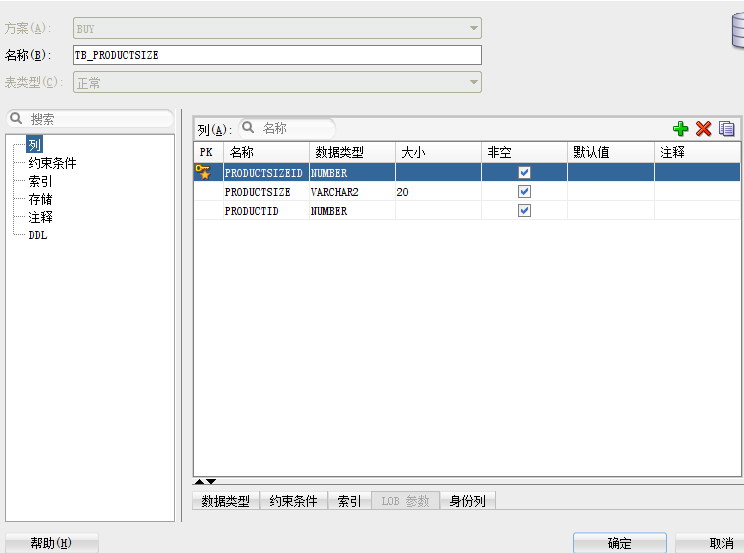 方案(A): BUY
名称(B): TB_PRODUCTSIZE
表类型(C): 正常
搜索
列(A): 名称
列
约束条件
索引
存储
注释
DDL
PK 名称 数据类型 大小 非空 默认值 注释
PRODUCTSIZEID NUMBER
PRODUCTSIZE VARCHAR2 20
PRODUCTID NUMBER
数据类型 约束条件 索引 LOB 参数 身份列
帮助(H) 确定 取消